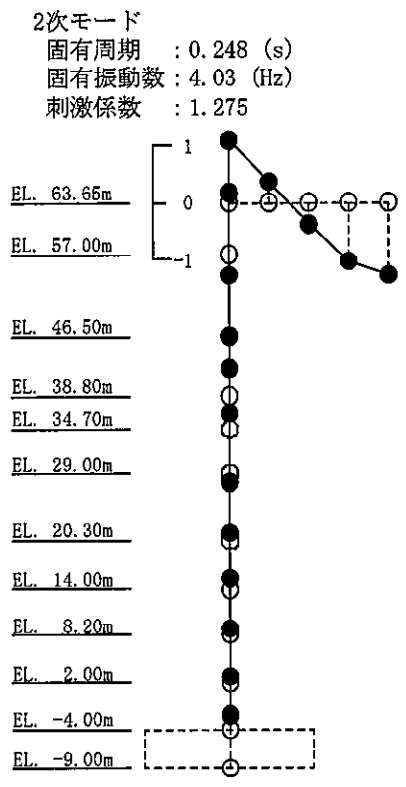 2次モード
固有周期 :0.248 (s)
固有振動数:4.03 (Hz)
刺激係数 :1.275
1
EL. 63.65m
0
EL. 57.00m
-1
EL. 46.50m
EL. 38.80m
EL. 34.70m
EL. 29.00m
EL. 20.30m
EL. 14.00m
EL. 8.20m
EL. 2.00m
EL. -4.00m
EL. -9.00m